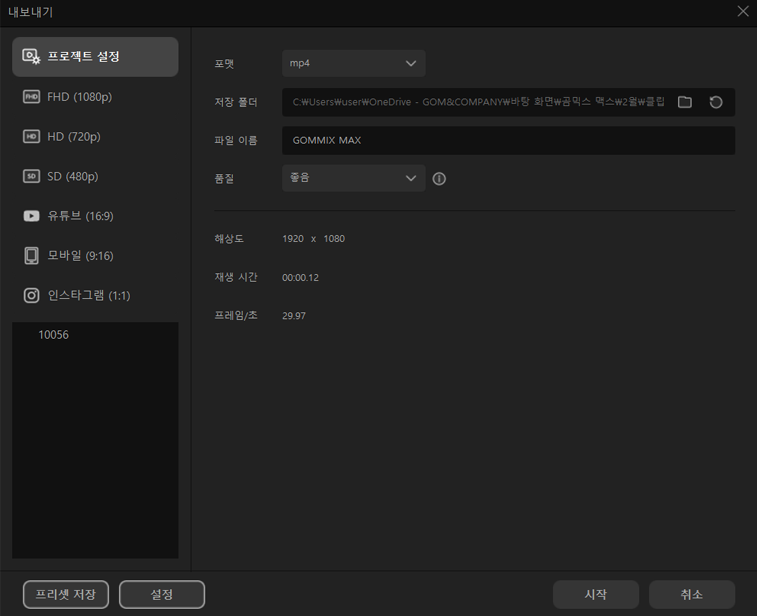 내보내기
프로젝트 설정
FHD FHD (1080p)
HD HD (720p)
SD SD (480p)
유튜브 (16:9)
모바일 (9:16)
인스타그램 (1:1)
10056
포맷 mp4
저장 폴더 C:₩Users₩user₩OneDrive - GOM&COMPANY₩바탕 화면₩곰믹스 맥스₩2월₩클립
파일 이름 GOMMIX MAX
품질 좋음
해상도 1920 x 1080
재생 시간 00:00.12
프레임/초 29.97
프리셋 저장 설정 시작 취소